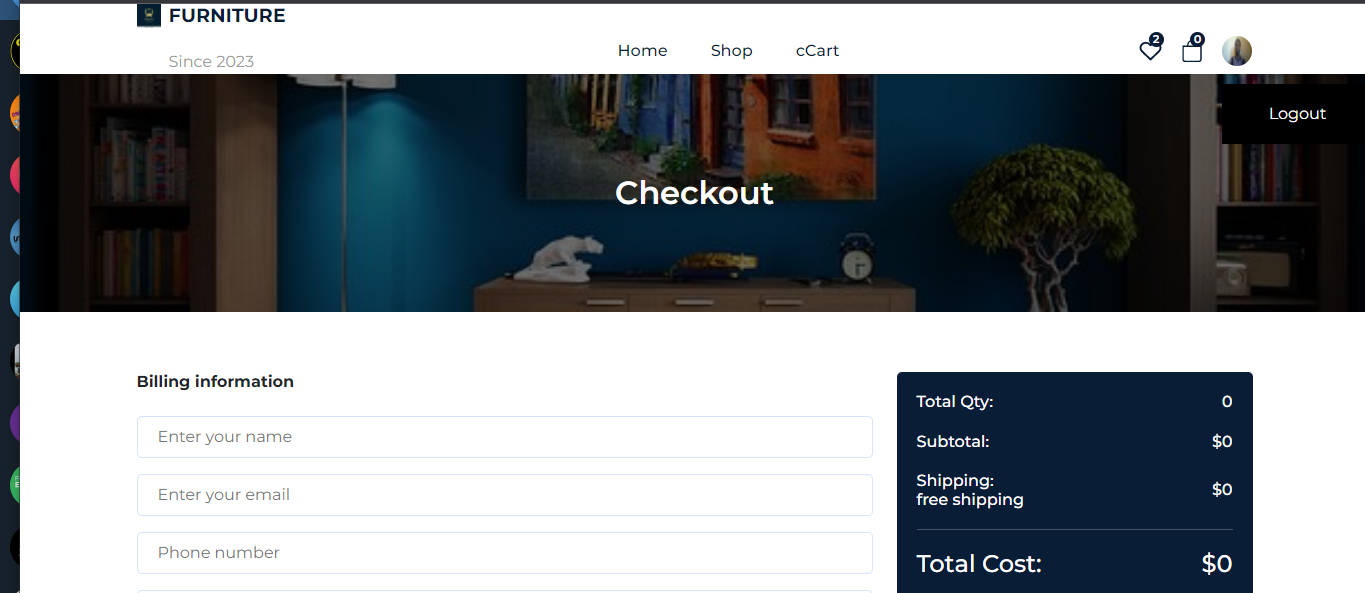 FURNITURE
Since 2023
Home Shop cCart
2 0
Logout
Checkout
Billing information
Enter your name
Enter your email
Phone number
Total Qty: 0
Subtotal: $0
Shipping: $0
free shipping
Total Cost: $0